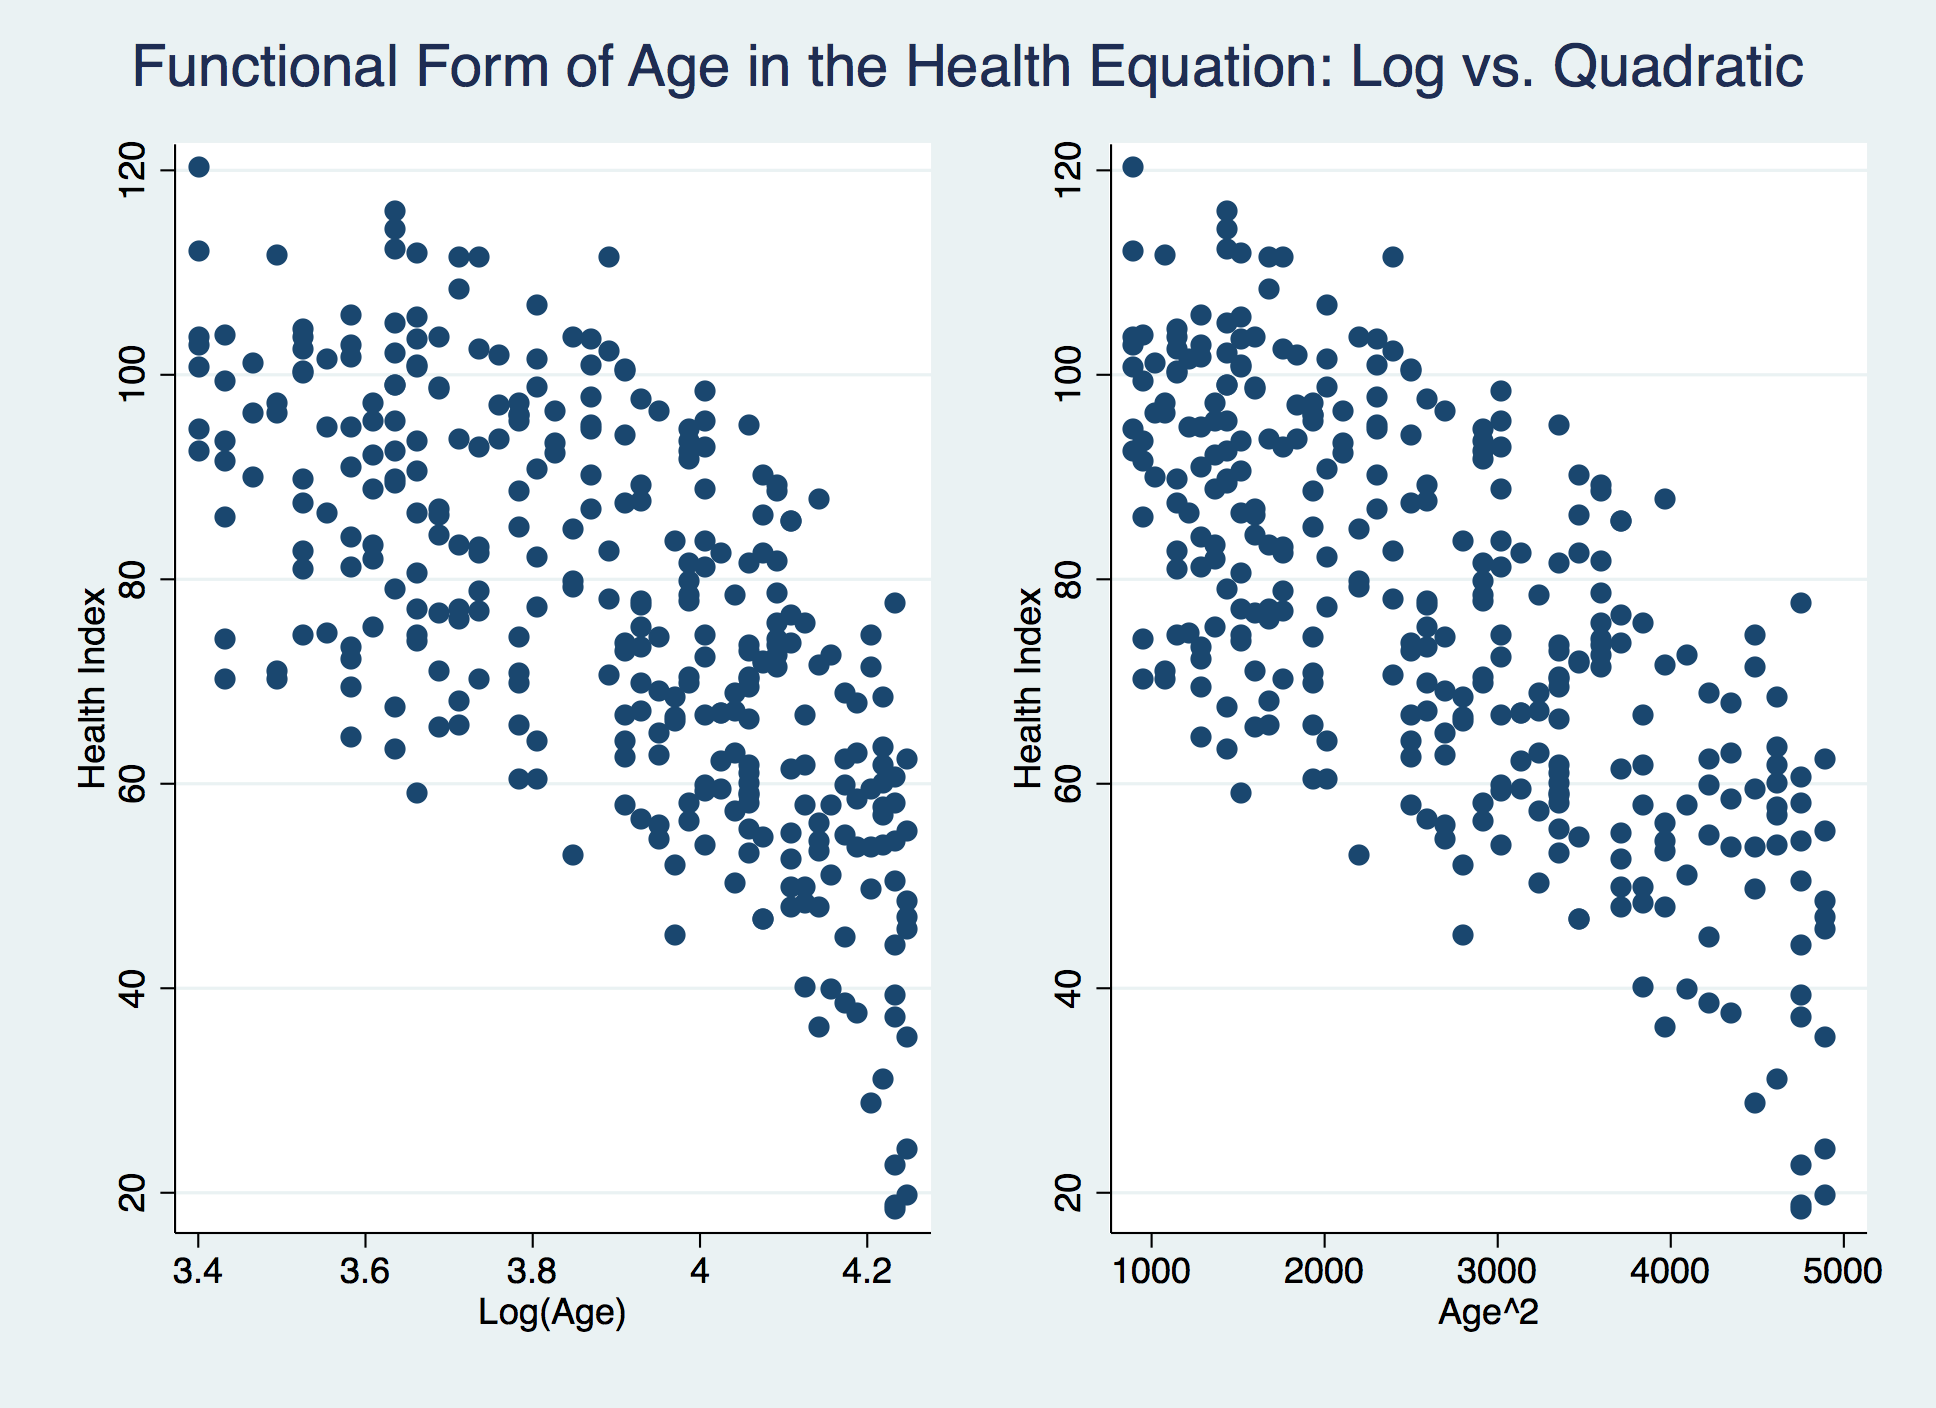 Functional Form of Age in the Health Equation: Log vs. Quadratic
Health Index
120
100
80
60
40
20
3.4 3.6 3.8 4 4.2
Log(Age)
Health Index
120
100
80
60
40
20
1000 2000 3000 4000 5000
Age^2